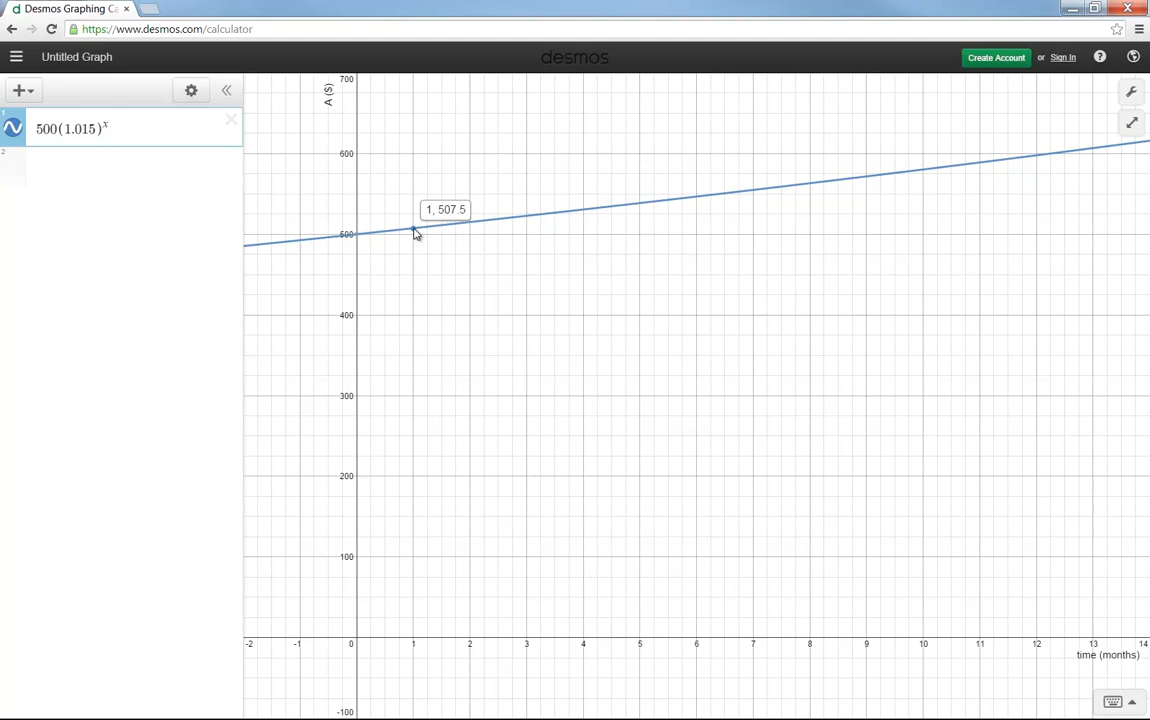 Desmos Graphing Ca
https://www.desmos.com/calculator
Untitled Graph
desmos
Create Account or Sign In
1
500(1.015)^x
2
A ($)
700
600
500
400
300
200
100
-100
1, 507.5
-2 -1 0 1 2 3 4 5 6 7 8 9 10 11 12 13 14
time (months)